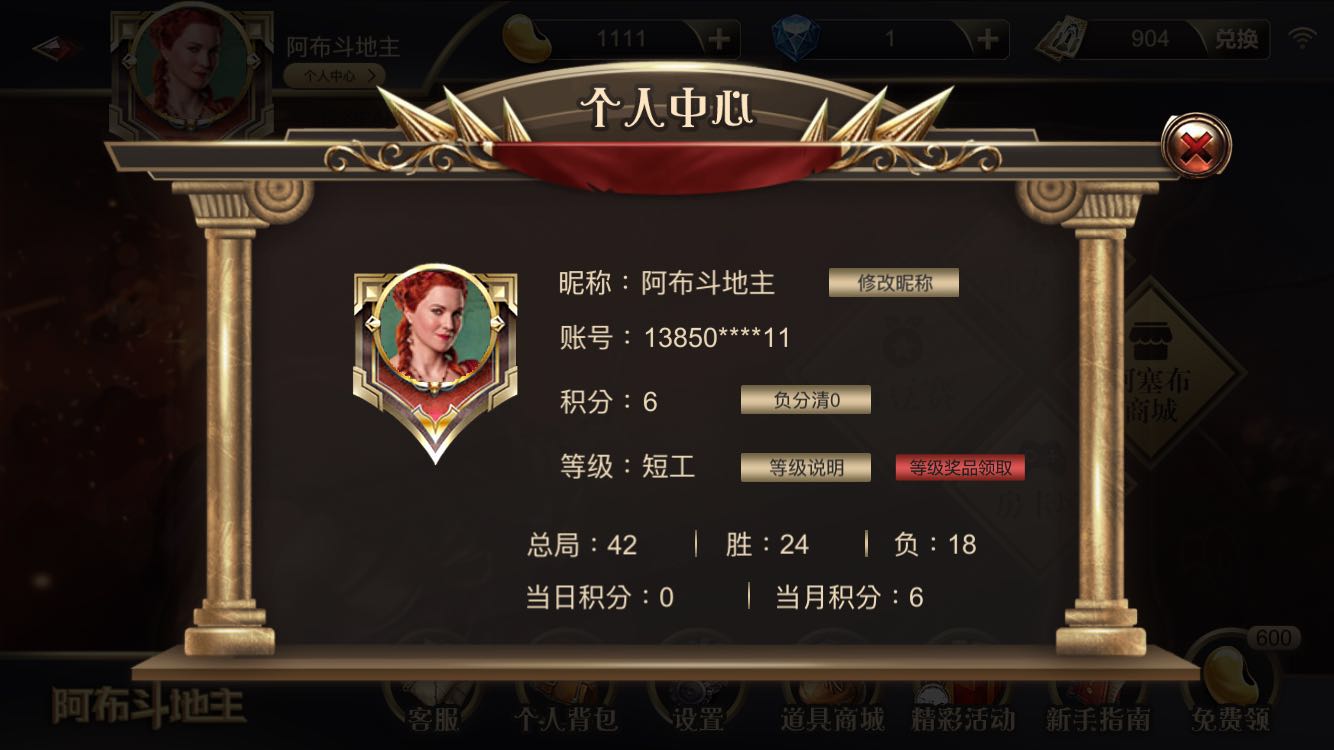 阿布斗地主
个人中心
1111
1
904
兑换
个人中心
昵称：阿布斗地主
修改昵称
账号：13850****11
积分：6
负分清0
等级：短工
等级说明
等级奖品领取
总局：42
胜：24
负：18
当日积分：0
当月积分：6
阿塞布
商城
600
阿布斗地主
客服
个人背包
设置
道具商城
精彩活动
新手指南
免费领